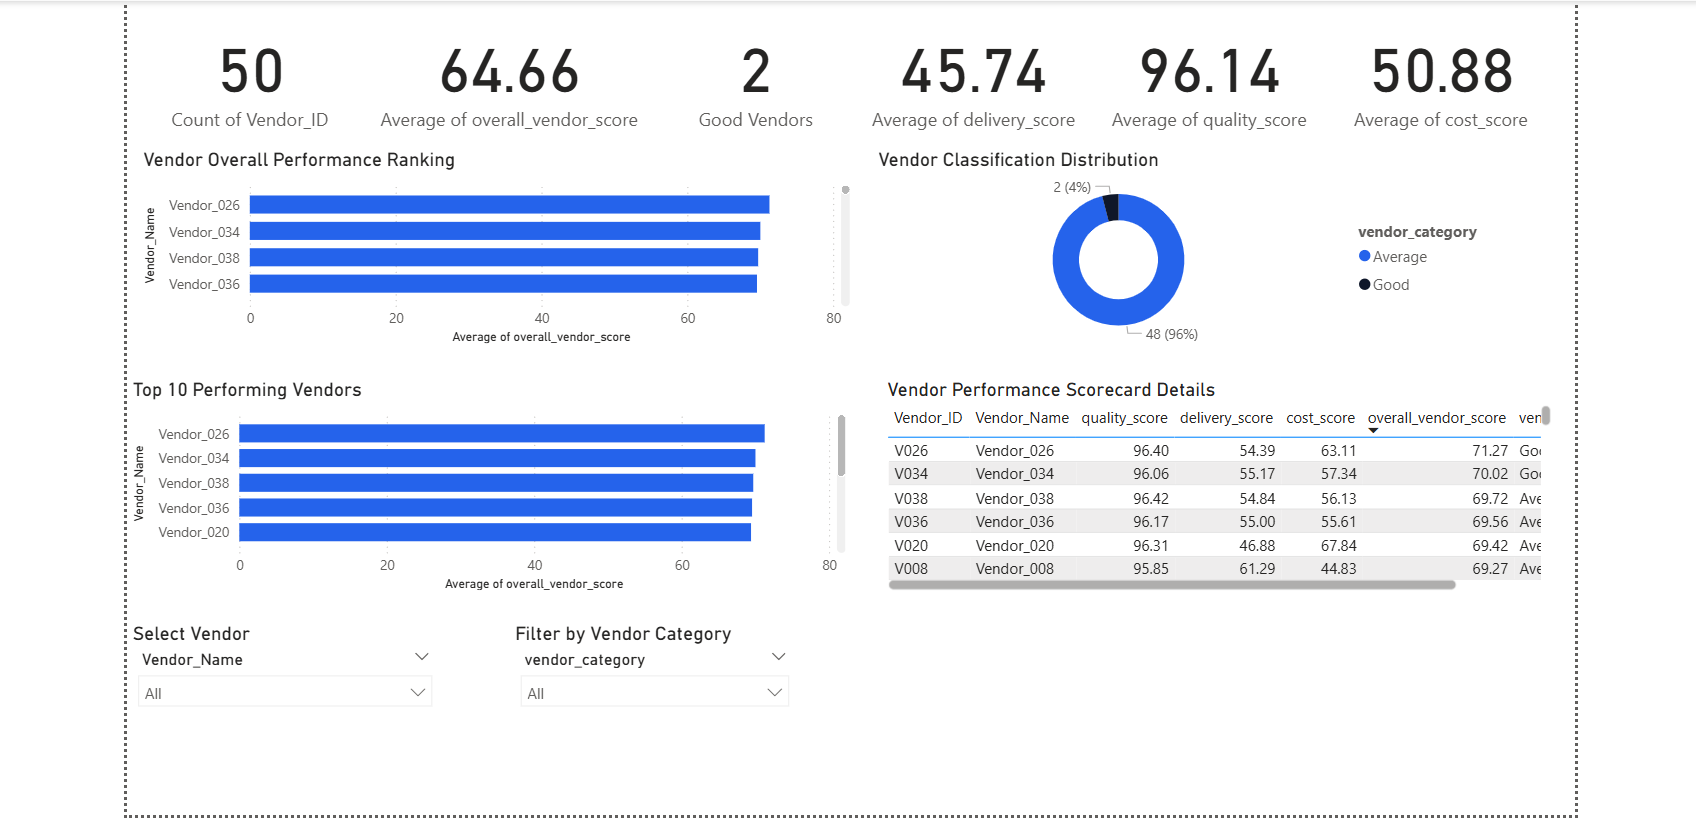 50 64.66 2 45.74 96.14 50.88
Count of Vendor_ID Average of overall_vendor_score Good Vendors Average of delivery_score Average of quality_score Average of cost_score
Vendor Overall Performance Ranking
Vendor_Name
Vendor_026
Vendor_034
Vendor_038
Vendor_036
0 20 40 60 80
Average of overall_vendor_score
Vendor Classification Distribution
2 (4%)
48 (96%)
vendor_category
Average
Good
Top 10 Performing Vendors
Vendor_Name
Vendor_026
Vendor_034
Vendor_038
Vendor_036
Vendor_020
0 20 40 60 80
Average of overall_vendor_score
Vendor Performance Scorecard Details
Vendor_ID Vendor_Name quality_score delivery_score cost_score overall_vendor_score ven
V026 Vendor_026 96.40 54.39 63.11 71.27 Goo
V034 Vendor_034 96.06 55.17 57.34 70.02 Goo
V038 Vendor_038 96.42 54.84 56.13 69.72 Ave
V036 Vendor_036 96.17 55.00 55.61 69.56 Ave
V020 Vendor_020 96.31 46.88 67.84 69.42 Ave
V008 Vendor_008 95.85 61.29 44.83 69.27 Ave
Select Vendor
Vendor_Name
All
Filter by Vendor Category
vendor_category
All